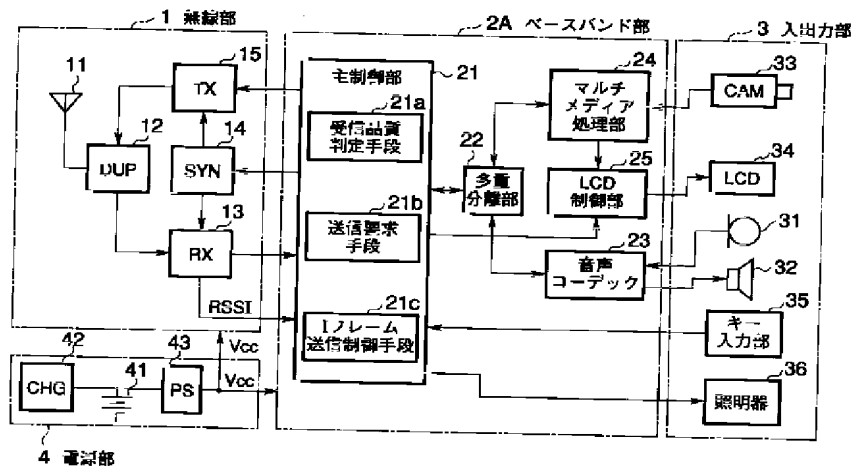 1 無線部
2A ベースバンド部
3 入出力部
11
15
TX
12
DUP
14
SYN
13
RX
RSSI
主制御部
21
21a
受信品質
判定手段
21b
送信要求
手段
21c
Iフレーム
送信制御手段
22
多重
分離部
24
マルチ
メディア
処理部
25
LCD
制御部
23
音声
コーデック
33
CAM
34
LCD
31
32
35
キー
入力部
36
照明器
42
CHG
41
43
PS
Vcc
Vcc
4 電源部